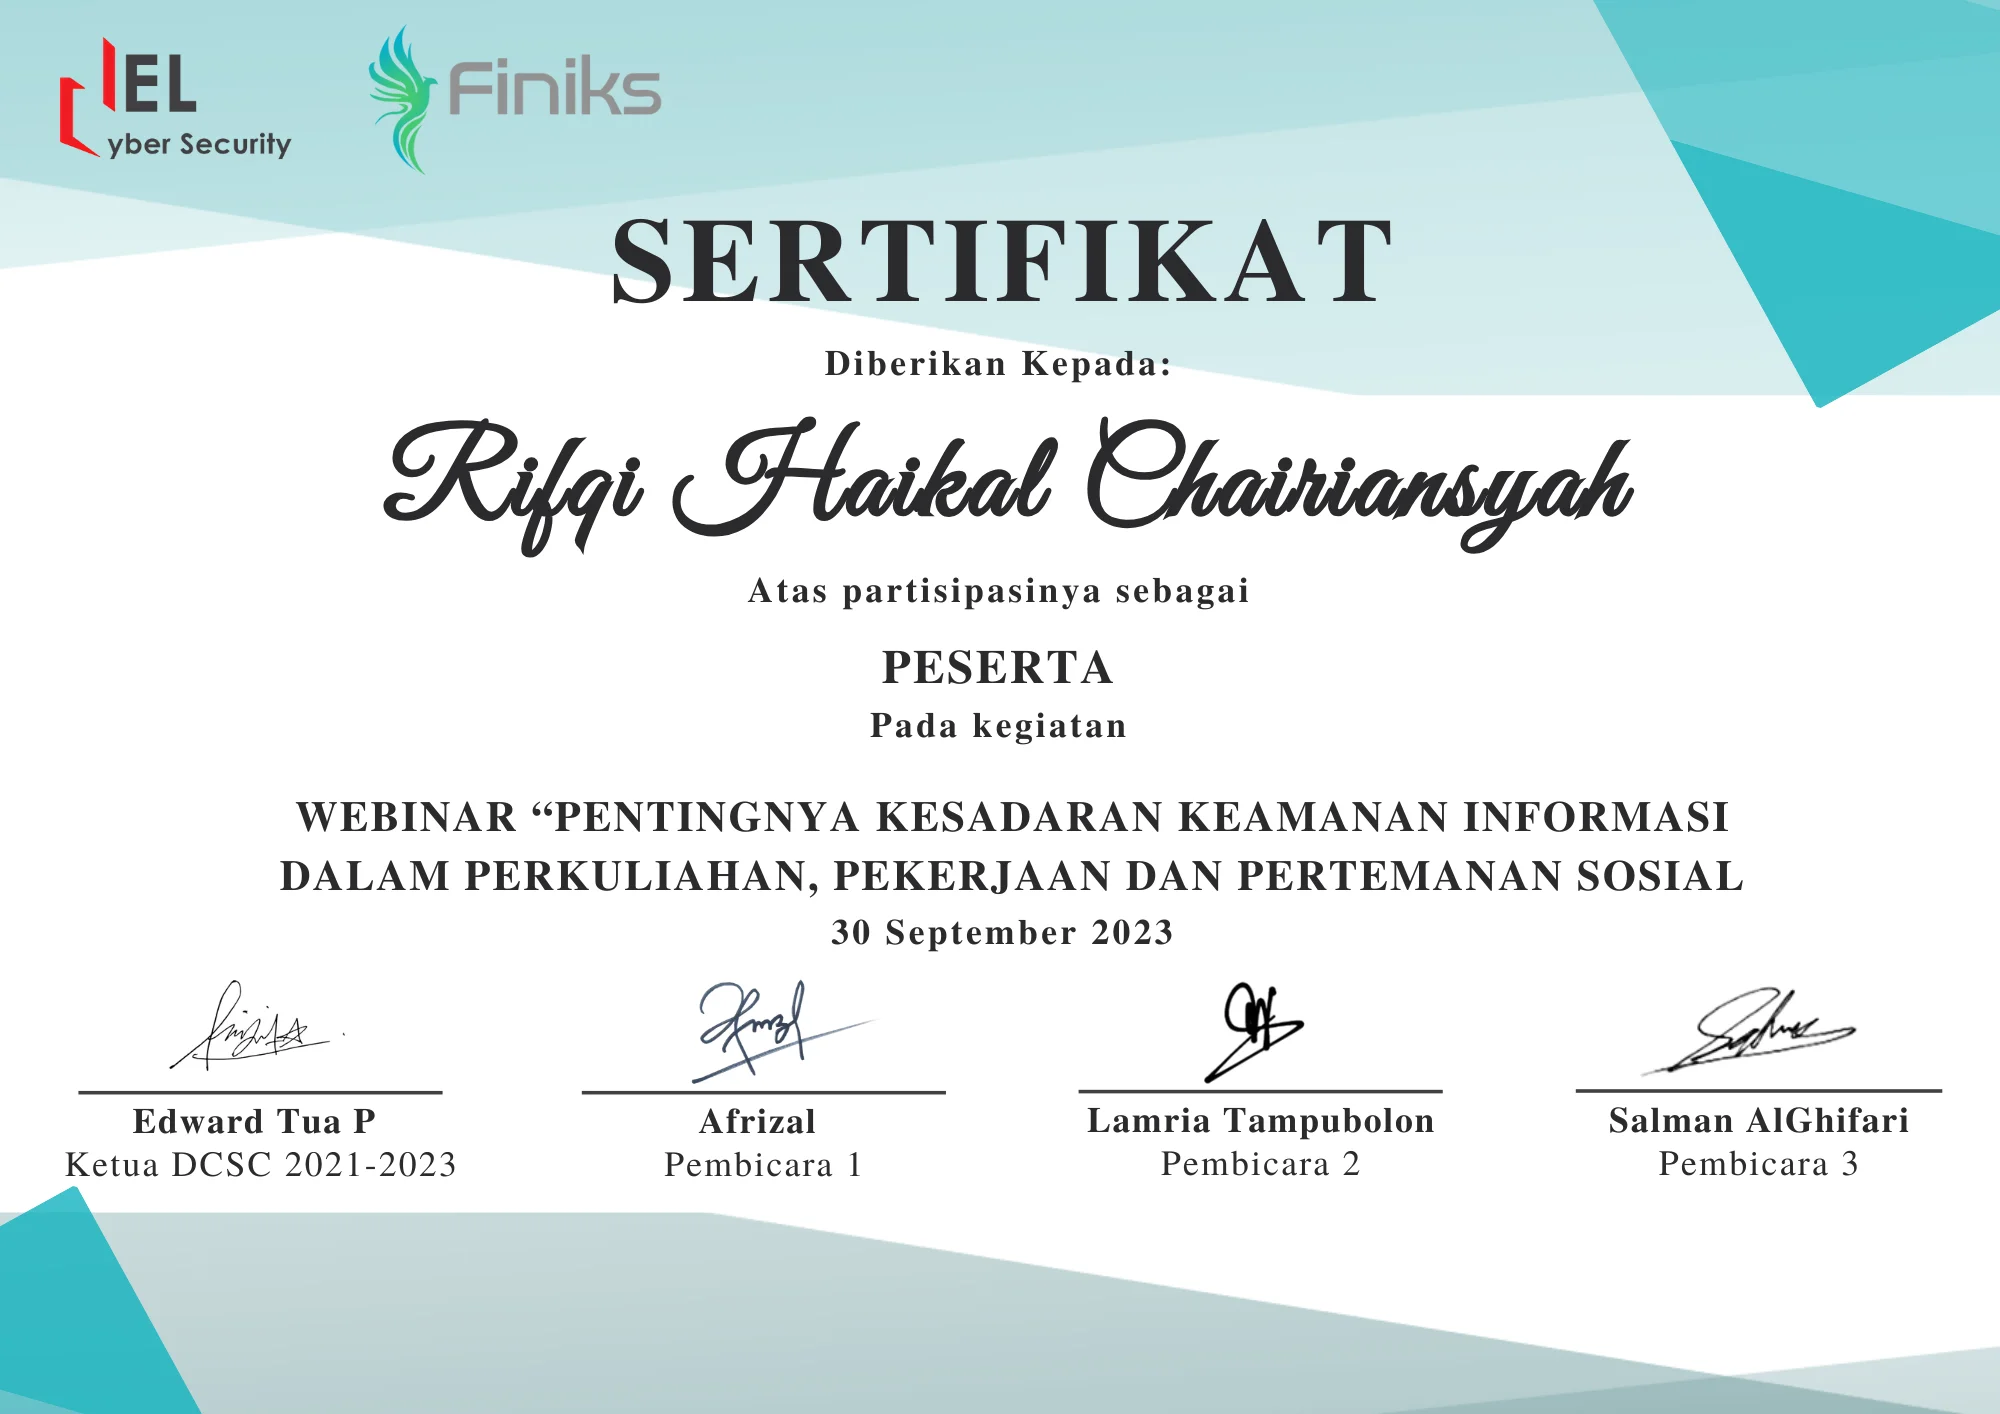 EL
yber Security
Finiks
SERTIFIKAT
Diberikan Kepada:
Rifqi Haikal Chairiansyah
Atas partisipasinya sebagai
PESERTA
Pada kegiatan
WEBINAR “PENTINGNYA KESADARAN KEAMANAN INFORMASI
DALAM PERKULIAHAN, PEKERJAAN DAN PERTEMANAN SOSIAL
30 September 2023
Edward Tua P
Ketua DCSC 2021-2023
Afrizal
Pembicara 1
Lamria Tampubolon
Pembicara 2
Salman AlGhifari
Pembicara 3